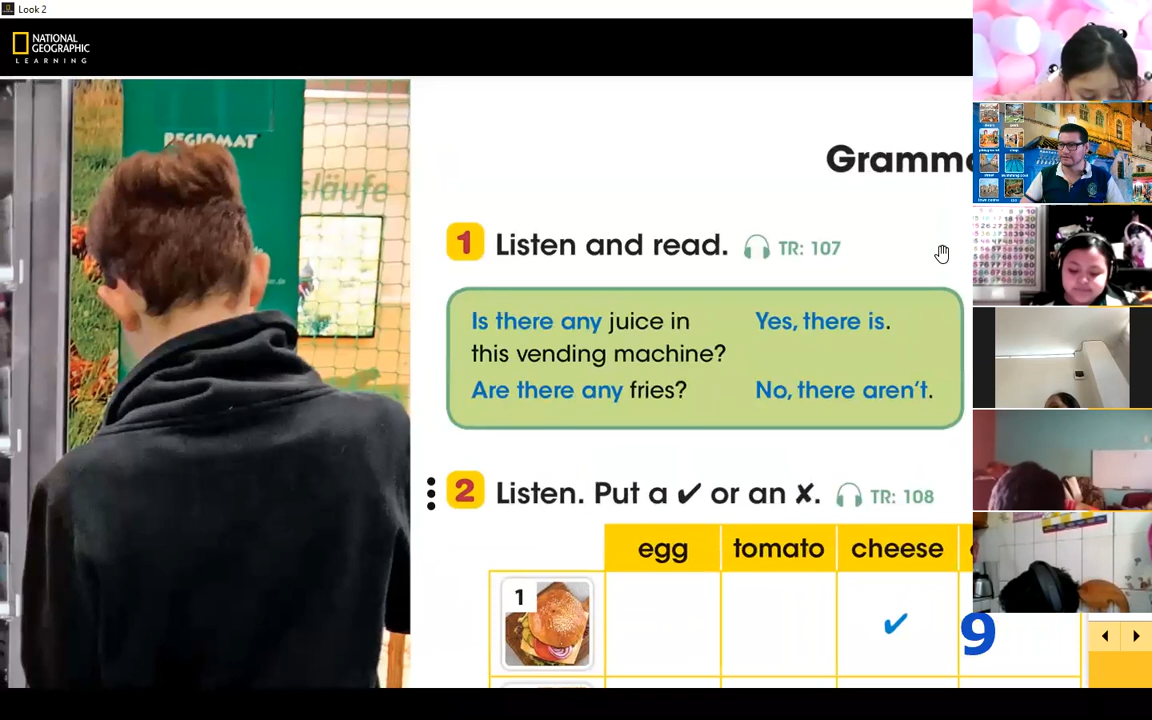 Look 2
NATIONAL
GEOGRAPHIC
LEARNING
REGIOMAT
släufe
Gramm
1 Listen and read. TR: 107
Is there any juice in this vending machine? Yes, there is.
Are there any fries? No, there aren't.
2 Listen. Put a ✔ or an ✘. TR: 108
egg tomato cheese
1 ✔
9